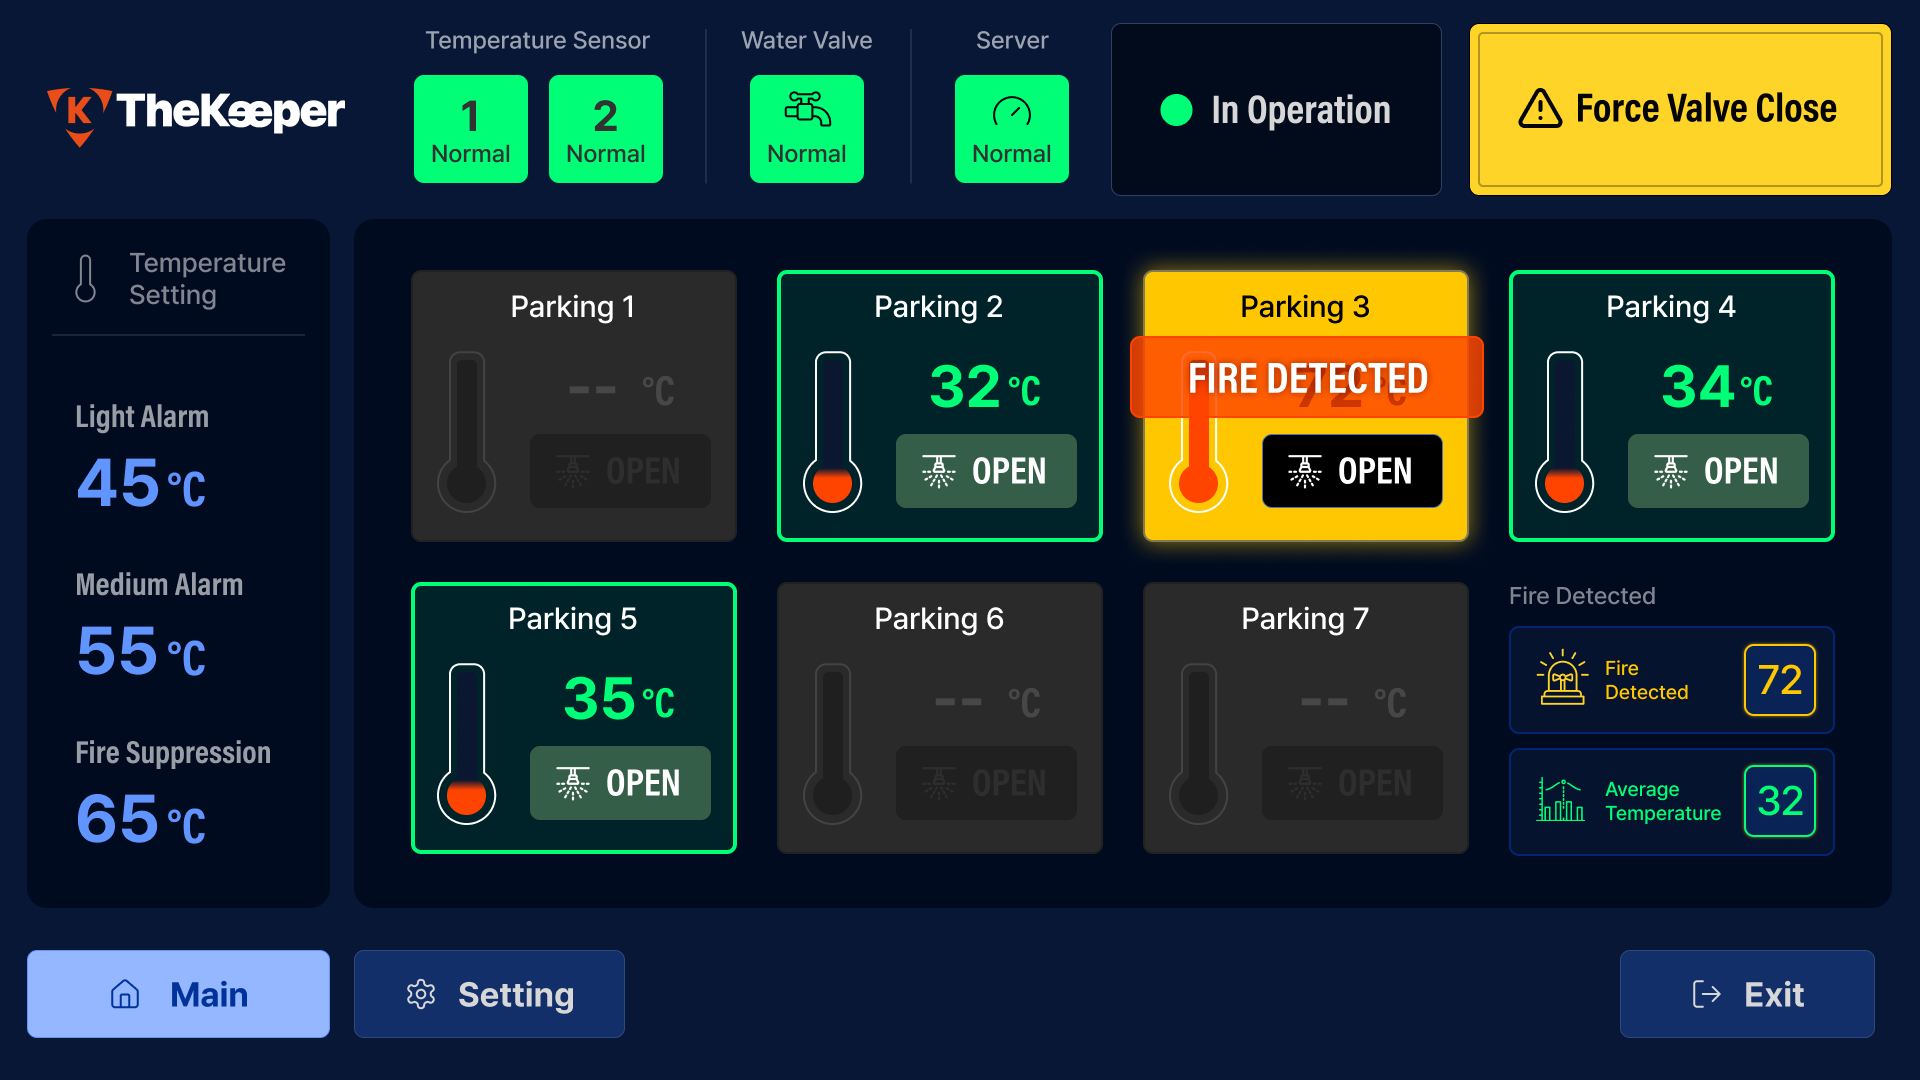 TheKeeper
Temperature Sensor
1
Normal
2
Normal
Water Valve
Normal
Server
Normal
In Operation
Force Valve Close
Temperature
Setting
Light Alarm
45 °C
Medium Alarm
55 °C
Fire Suppression
65 °C
Parking 1
-- °C
OPEN
Parking 2
32 °C
OPEN
Parking 3
FIRE DETECTED
72 °C
OPEN
Parking 4
34 °C
OPEN
Parking 5
35 °C
OPEN
Parking 6
-- °C
OPEN
Parking 7
-- °C
OPEN
Fire Detected
Fire
Detected
72
Average
Temperature
32
Main
Setting
Exit